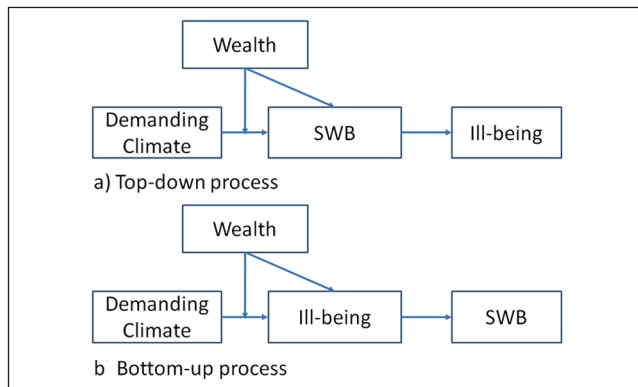 Wealth
Demanding
Climate
SWB
Ill-being
a) Top-down process
Wealth
Demanding
Climate
Ill-being
SWB
b Bottom-up process